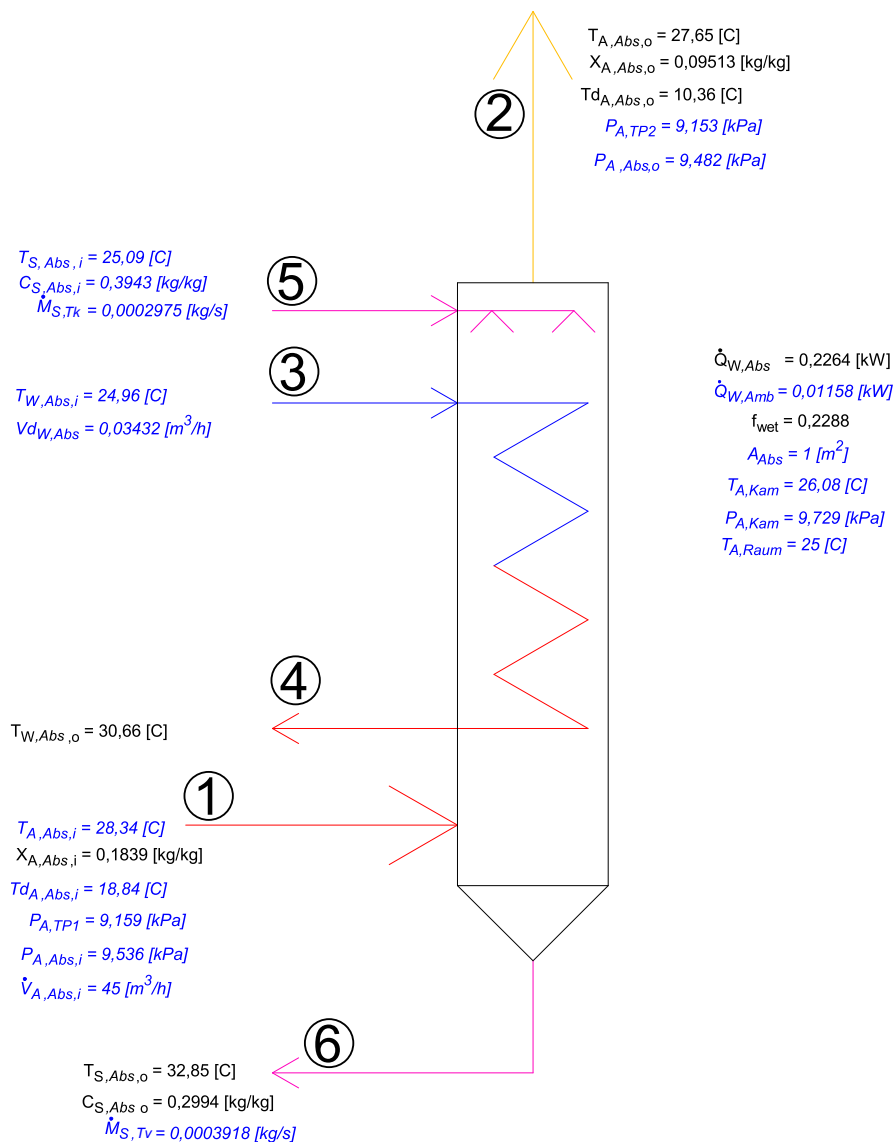 T_A,Abs,o = 27,65 [C]
X_A,Abs,o = 0,09513 [kg/kg]
Td_A,Abs,o = 10,36 [C]
P_A,TP2 = 9,153 [kPa]
P_A,Abs,o = 9,482 [kPa]
2
T_S,Abs,i = 25,09 [C]
C_S,Abs,i = 0,3943 [kg/kg]
Ṁ_S,Tk = 0,0002975 [kg/s]
5
3
T_W,Abs,i = 24,96 [C]
Vd_W,Abs = 0,03432 [m³/h]
Q̇_W,Abs = 0,2264 [kW]
Q̇_W,Amb = 0,01158 [kW]
f_wet = 0,2288
A_Abs = 1 [m²]
T_A,Kam = 26,08 [C]
P_A,Kam = 9,729 [kPa]
T_A,Raum = 25 [C]
4
T_W,Abs,o = 30,66 [C]
1
T_A,Abs,i = 28,34 [C]
X_A,Abs,i = 0,1839 [kg/kg]
Td_A,Abs,i = 18,84 [C]
P_A,TP1 = 9,159 [kPa]
P_A,Abs,i = 9,536 [kPa]
V̇_A,Abs,i = 45 [m³/h]
6
T_S,Abs,o = 32,85 [C]
C_S,Abs o = 0,2994 [kg/kg]
Ṁ_S,Tv = 0,0003918 [kg/s]